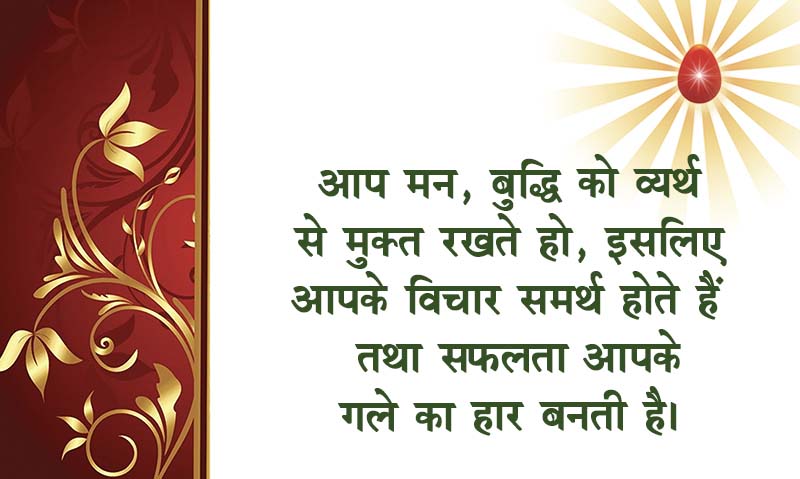 आप मन, बुद्धि को व्यर्थ
से मुक्त रखते हो, इसलिए
आपके विचार समर्थ होते हैं
तथा सफलता आपके
गले का हार बनती है।